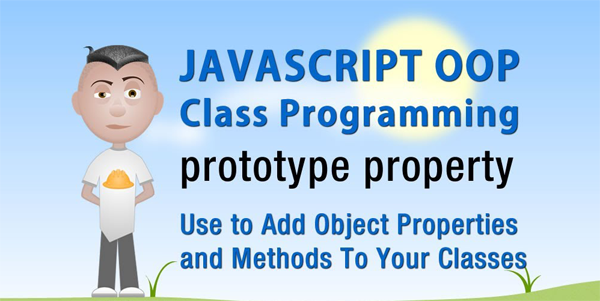 JAVASCRIPT OOP
Class Programming
prototype property
Use to Add Object Properties
and Methods To Your Classes